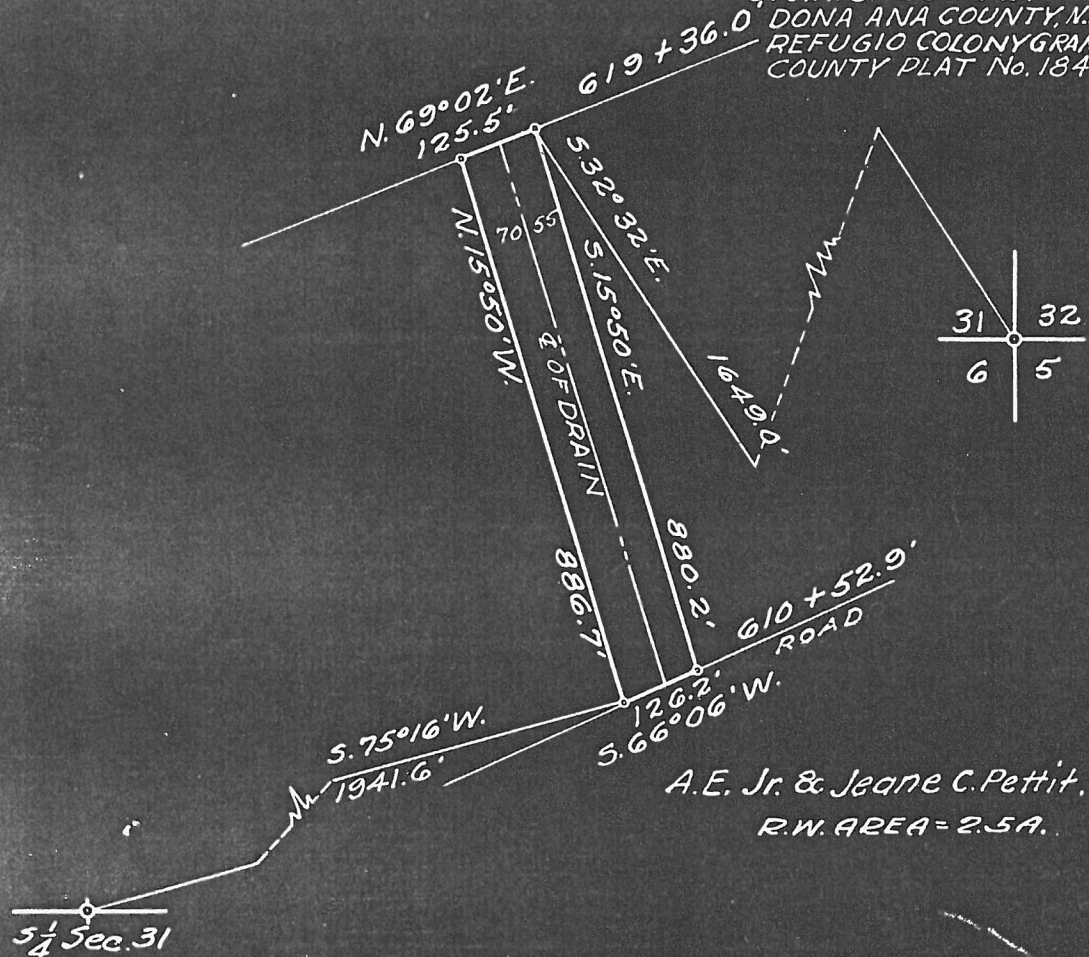 DONA ANA COUNTY, N.
REFUGIO COLONY GRAN
COUNTY PLAT No. 184
619 + 36.0'
N. 69°02'E.
125.5'
S. 32°32'E.
1649.0'
70 55
N. 15°50'W.
886.7'
S. 15°50'E.
880.2'
℄ OF DRAIN
31 32
6 5
610 + 52.9'
ROAD
126.2'
S. 66°06'W.
S. 75°16'W.
1941.6'
A.E. Jr. & Jeane C. Pettit.
R.W. AREA = 2.5A.
S 1/4 Sec. 31